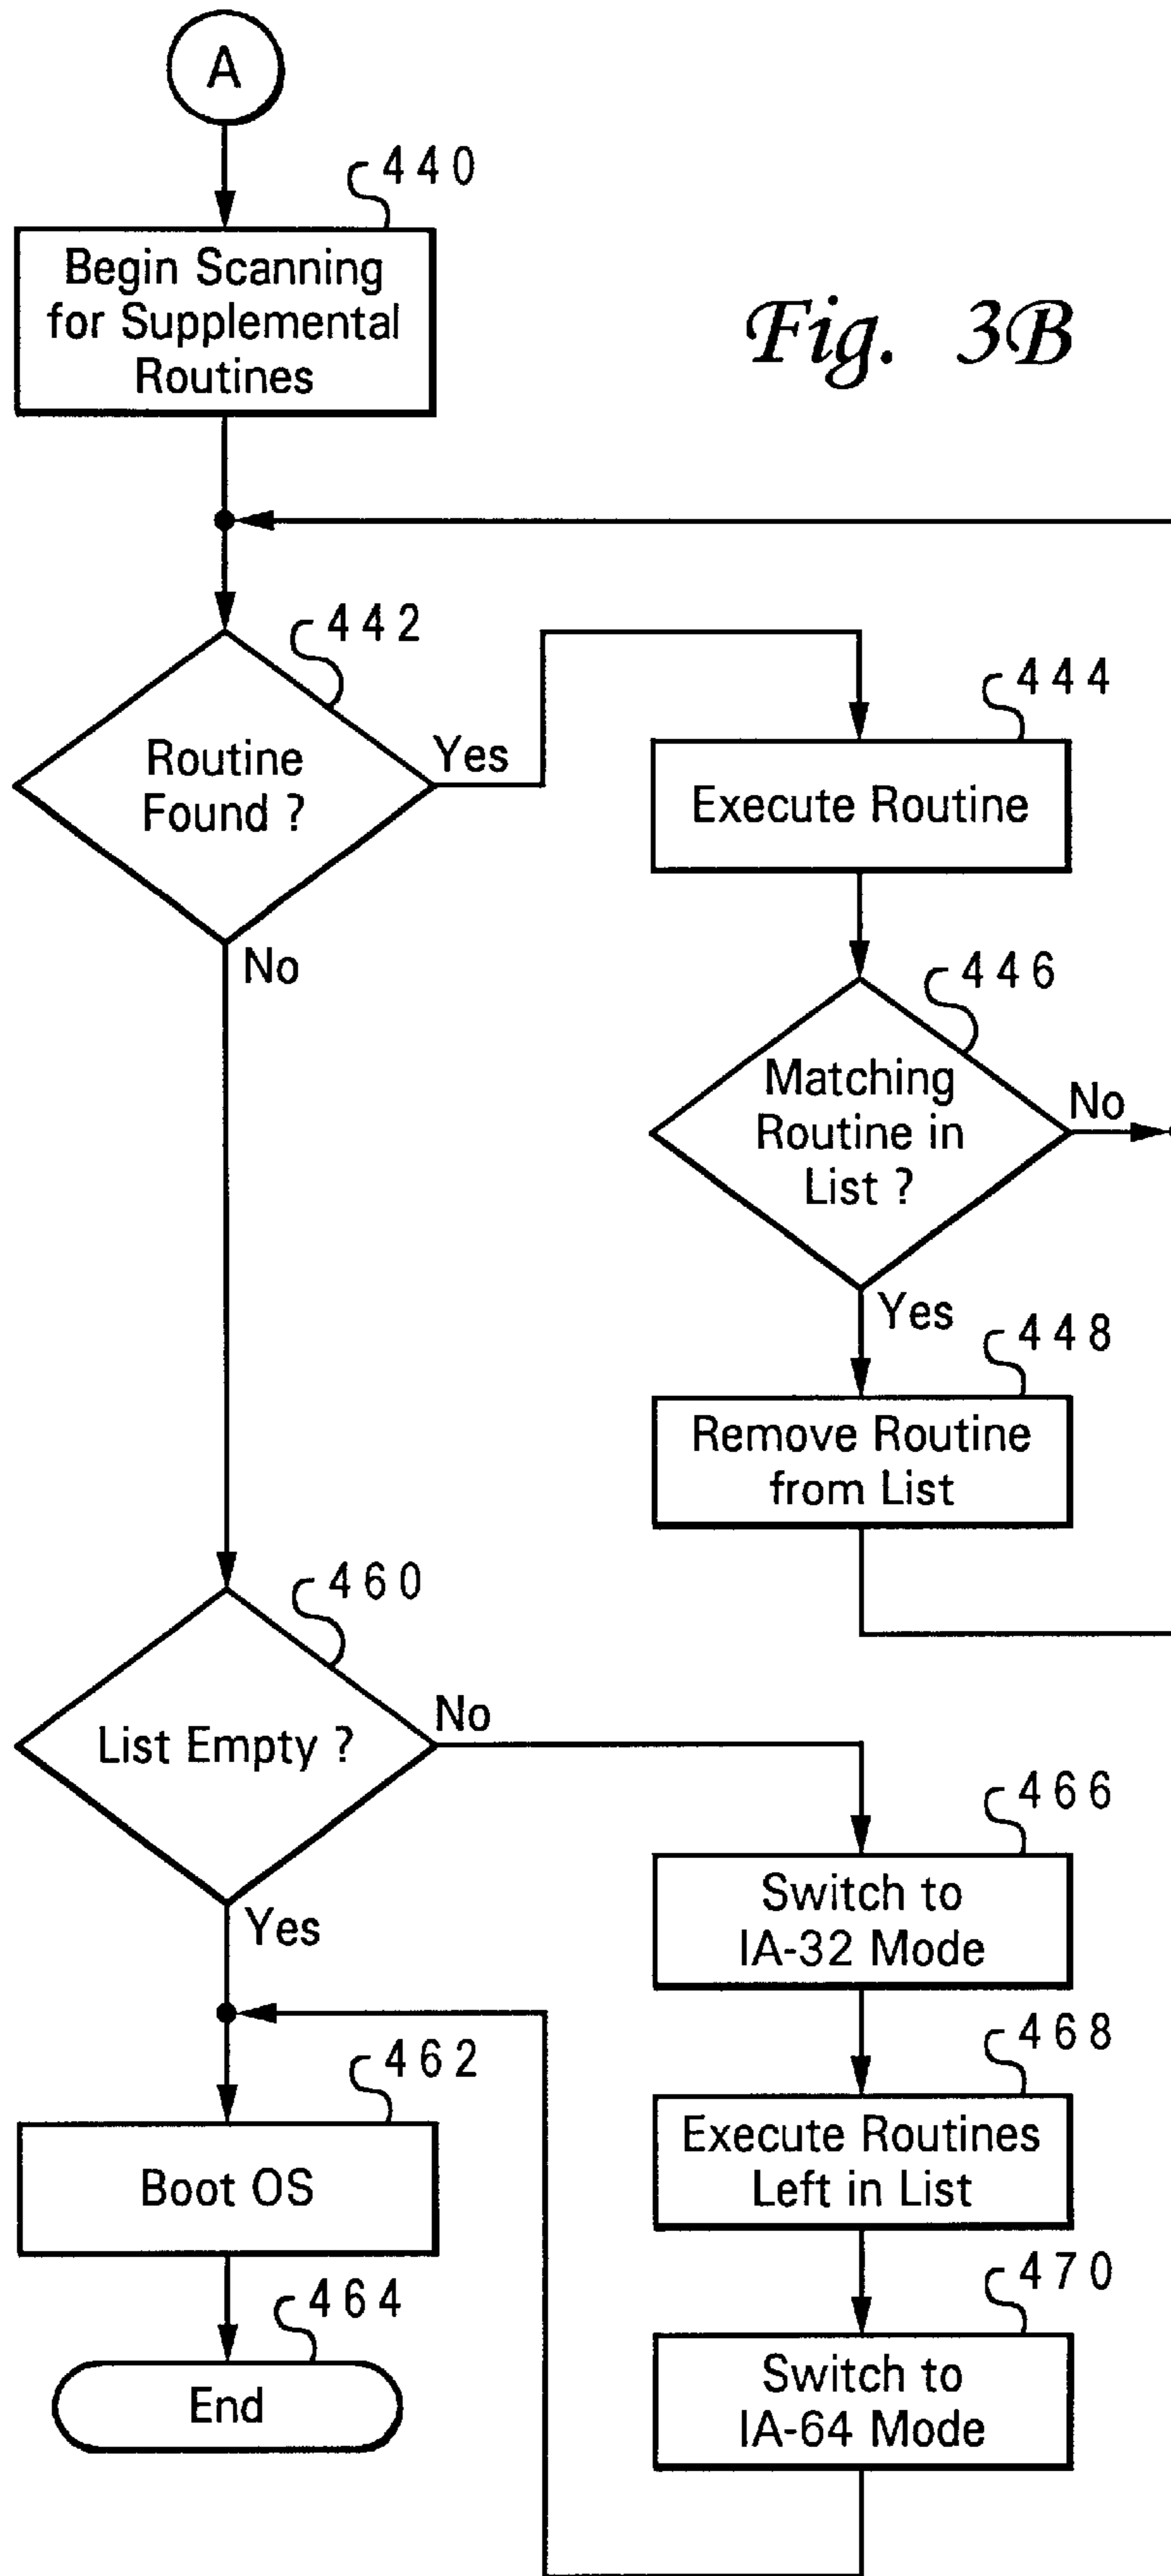 A
440
Begin Scanning
for Supplemental
Routines
Fig. 3B
442
Routine
Found ?
Yes
No
444
Execute Routine
446
Matching
Routine in
List ?
No
Yes
448
Remove Routine
from List
460
List Empty ?
No
Yes
466
Switch to
IA-32 Mode
468
Execute Routines
Left in List
470
Switch to
IA-64 Mode
462
Boot OS
464
End